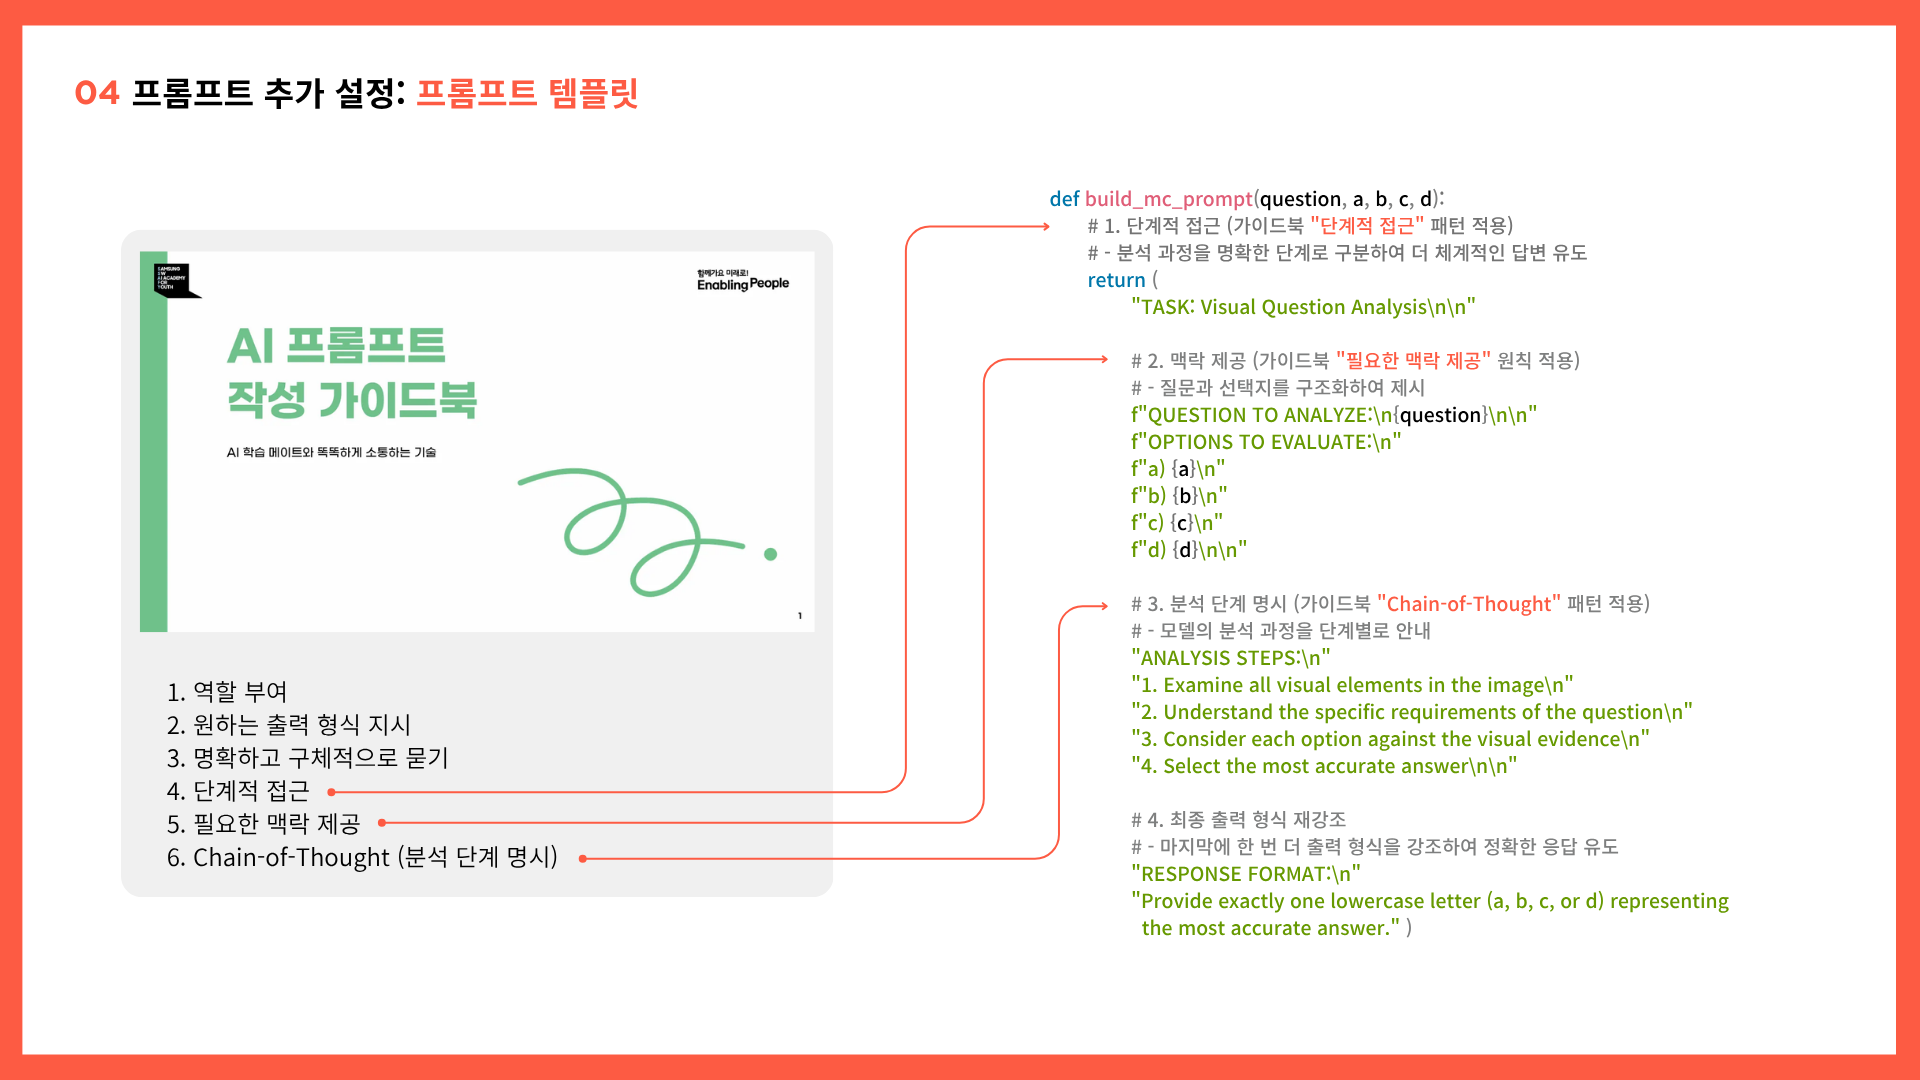 04 프롬프트 추가 설정: 프롬프트 템플릿
SAMSUNG
SW
AI ACADEMY
FOR
YOUTH
함께가요 미래로!
Enabling People
AI 프롬프트
작성 가이드북
AI 학습 메이트와 똑똑하게 소통하는 기술
1
1. 역할 부여
2. 원하는 출력 형식 지시
3. 명확하고 구체적으로 묻기
4. 단계적 접근
5. 필요한 맥락 제공
6. Chain-of-Thought (분석 단계 명시)
def build_mc_prompt(question, a, b, c, d):
# 1. 단계적 접근 (가이드북 "단계적 접근" 패턴 적용)
# - 분석 과정을 명확한 단계로 구분하여 더 체계적인 답변 유도
return (
"TASK: Visual Question Analysis\n\n"
# 2. 맥락 제공 (가이드북 "필요한 맥락 제공" 원칙 적용)
# - 질문과 선택지를 구조화하여 제시
f"QUESTION TO ANALYZE:\n{question}\n\n"
f"OPTIONS TO EVALUATE:\n"
f"a) {a}\n"
f"b) {b}\n"
f"c) {c}\n"
f"d) {d}\n\n"
# 3. 분석 단계 명시 (가이드북 "Chain-of-Thought" 패턴 적용)
# - 모델의 분석 과정을 단계별로 안내
"ANALYSIS STEPS:\n"
"1. Examine all visual elements in the image\n"
"2. Understand the specific requirements of the question\n"
"3. Consider each option against the visual evidence\n"
"4. Select the most accurate answer\n\n"
# 4. 최종 출력 형식 재강조
# - 마지막에 한 번 더 출력 형식을 강조하여 정확한 응답 유도
"RESPONSE FORMAT:\n"
"Provide exactly one lowercase letter (a, b, c, or d) representing
the most accurate answer." )